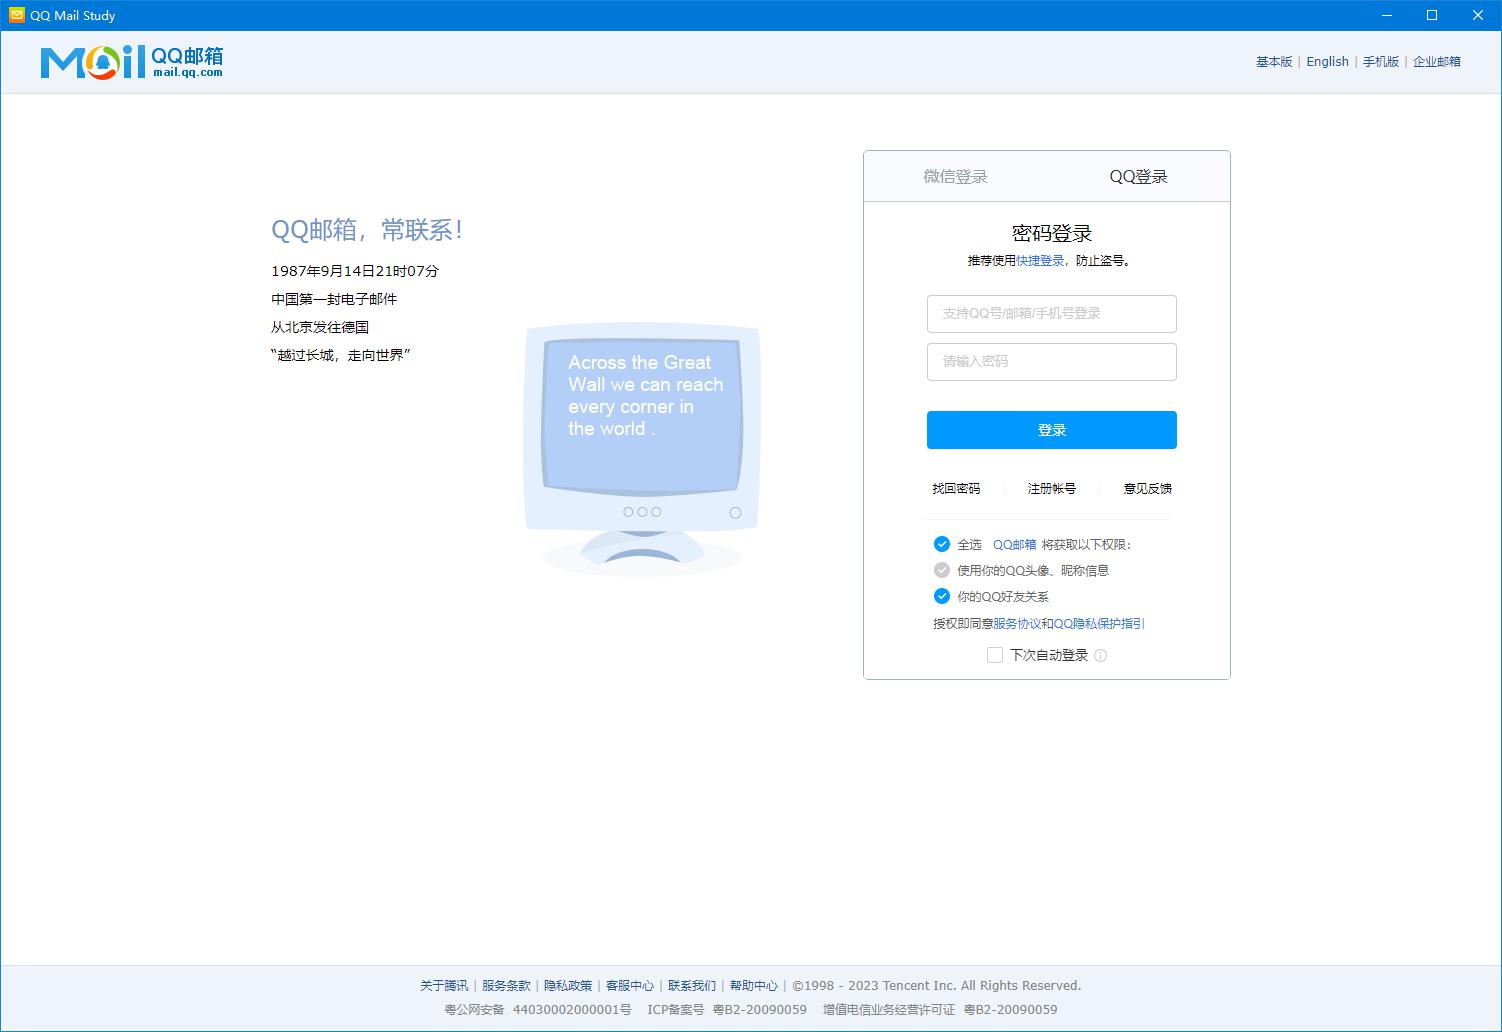 QQ Mail Study
Mail QQ邮箱
mail.qq.com
基本版 | English | 手机版 | 企业邮箱
QQ邮箱，常联系！
1987年9月14日21时07分
中国第一封电子邮件
从北京发往德国
“越过长城，走向世界”
Across the Great
Wall we can reach
every corner in
the world .
微信登录 QQ登录
密码登录
推荐使用快捷登录，防止盗号。
支持QQ号/邮箱/手机号登录
请输入密码
登录
找回密码 注册帐号 意见反馈
全选 QQ邮箱 将获取以下权限：
使用你的QQ头像、昵称信息
你的QQ好友关系
授权即同意服务协议和QQ隐私保护指引
下次自动登录
关于腾讯 | 服务条款 | 隐私政策 | 客服中心 | 联系我们 | 帮助中心 | ©1998 - 2023 Tencent Inc. All Rights Reserved.
粤公网安备 44030002000001号 ICP备案号 粤B2-20090059 增值电信业务经营许可证 粤B2-20090059